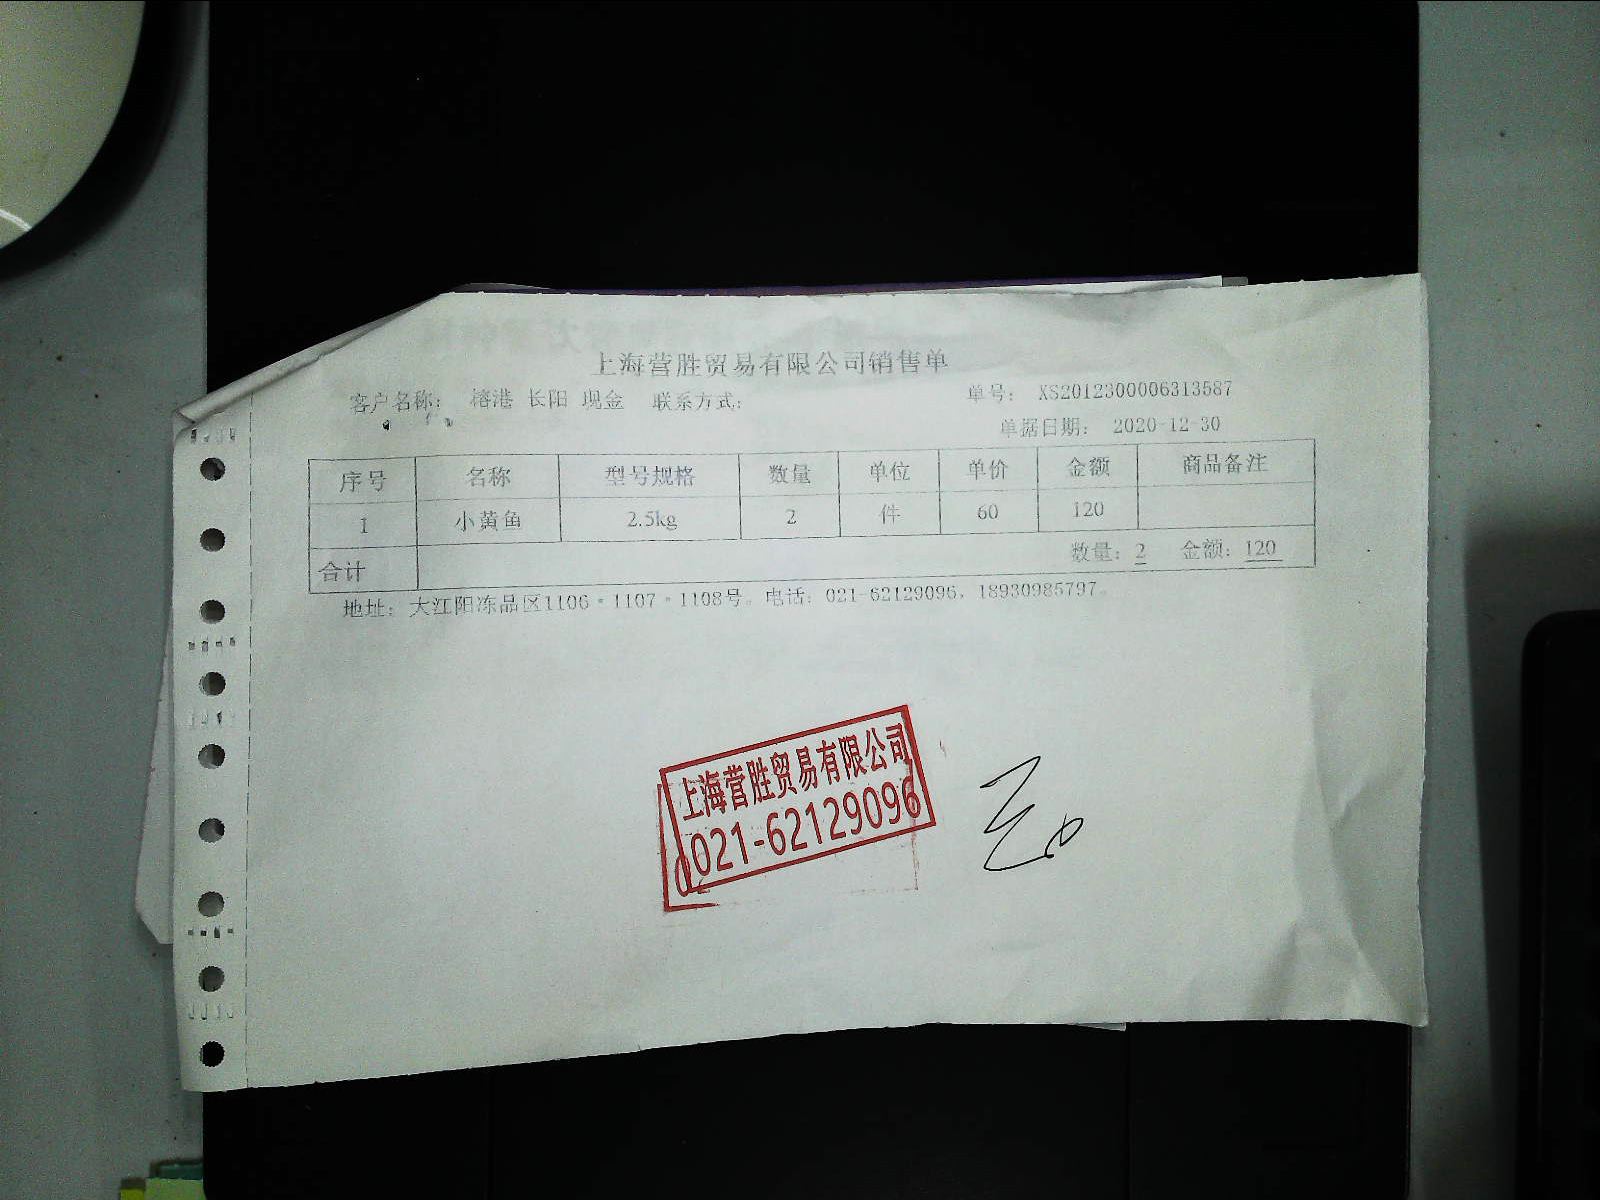 上海营胜贸易有限公司销售单
客户名称： 榕港 长阳 现金 联系方式： 单号： XS2012300006313587
单据日期： 2020-12-30
序号 名称 型号规格 数量 单位 单价 金额 商品备注
1 小黄鱼 2.5kg 2 件 60 120
合计 数量：2 金额：120
地址：大江阳冻品区1106·1107·1108号。电话：021-62129096，18930985797。
上海营胜贸易有限公司
021-62129096